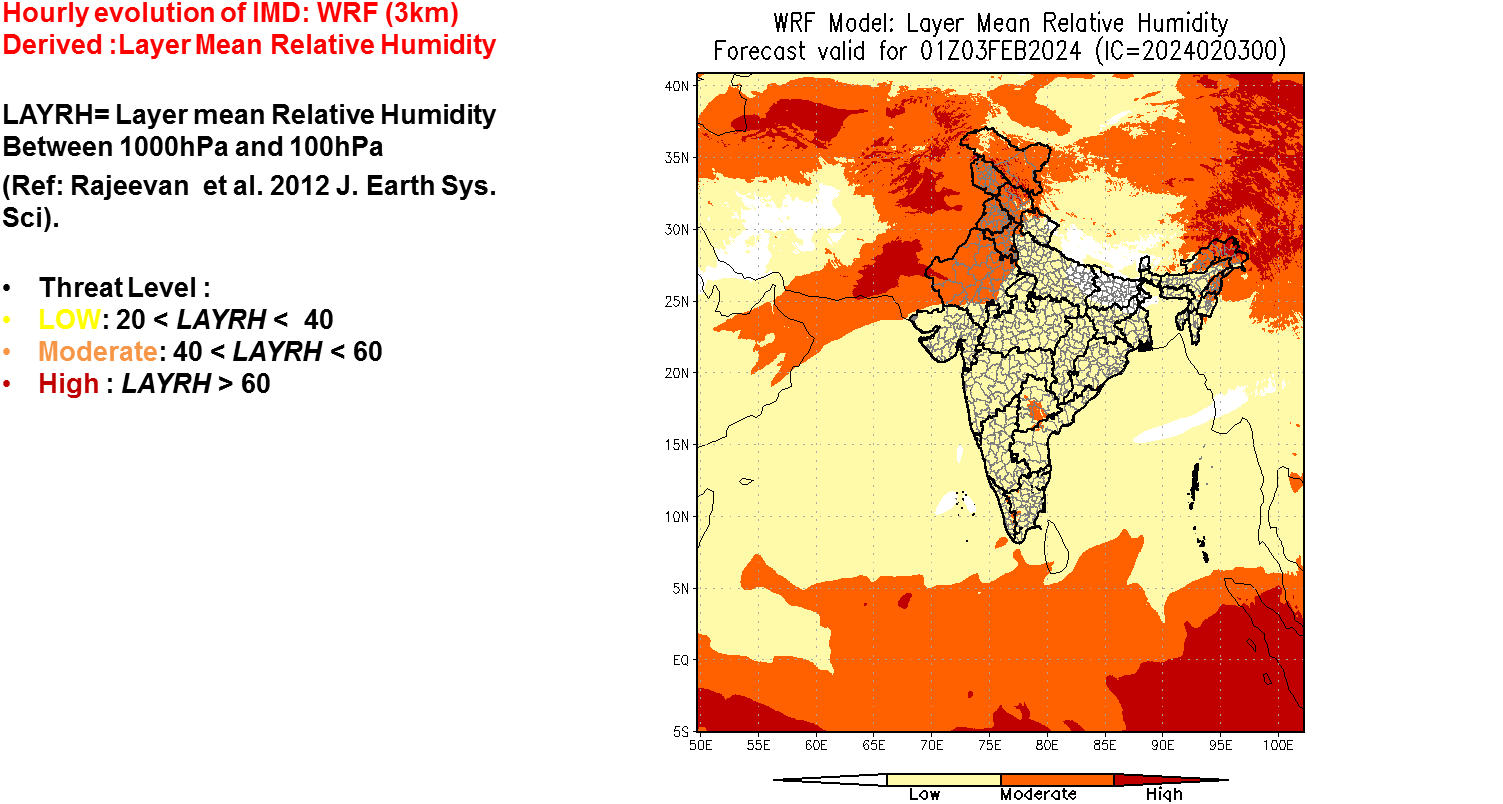 Hourly evolution of IMD: WRF (3km)
Derived :Layer Mean Relative Humidity
LAYRH= Layer mean Relative Humidity
Between 1000hPa and 100hPa
(Ref: Rajeevan et al. 2012 J. Earth Sys.
Sci).
• Threat Level :
• LOW: 20 < LAYRH < 40
• Moderate: 40 < LAYRH < 60
• High : LAYRH > 60
WRF Model: Layer Mean Relative Humidity
Forecast valid for 01Z03FEB2024 (IC=2024020300)
40N
35N
30N
25N
20N
15N
10N
5N
EQ
5S
50E 55E 60E 65E 70E 75E 80E 85E 90E 95E 100E
Low Moderate High